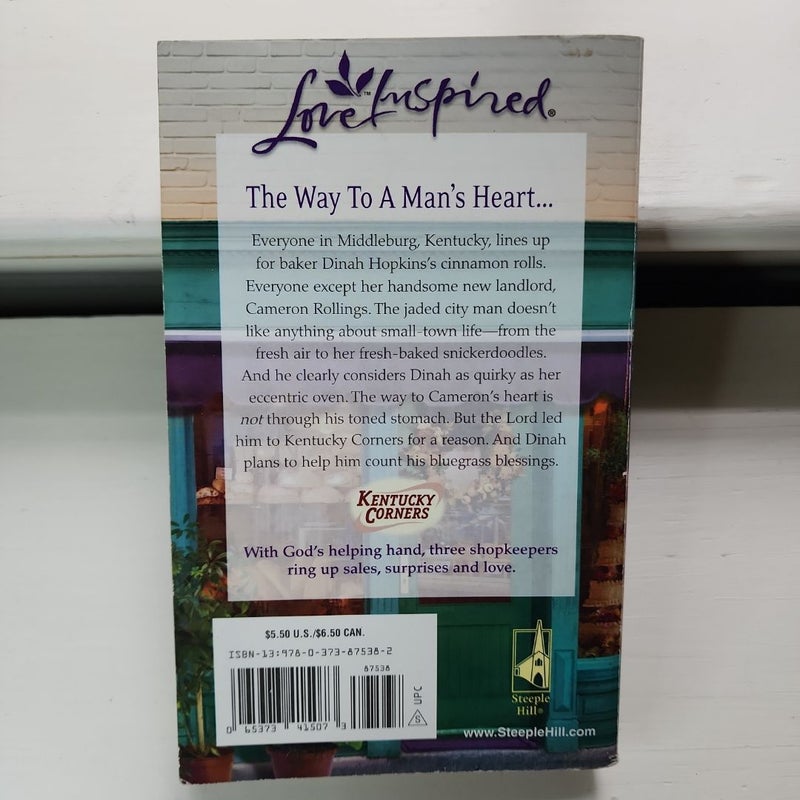 Love Inspired®
™
The Way To A Man's Heart...
Everyone in Middleburg, Kentucky, lines up
for baker Dinah Hopkins's cinnamon rolls.
Everyone except her handsome new landlord,
Cameron Rollings. The jaded city man doesn't
like anything about small-town life—from the
fresh air to her fresh-baked snickerdoodles.
And he clearly considers Dinah as quirky as her
eccentric oven. The way to Cameron's heart is
not through his toned stomach. But the Lord led
him to Kentucky Corners for a reason. And Dinah
plans to help him count his bluegrass blessings.
KENTUCKY
CORNERS
With God's helping hand, three shopkeepers
ring up sales, surprises and love.
$5.50 U.S./$6.50 CAN.
ISBN-13:978-0-373-87538-2
87538
0 65373 41507 3
S UPC
Steeple
Hill®
www.SteepleHill.com